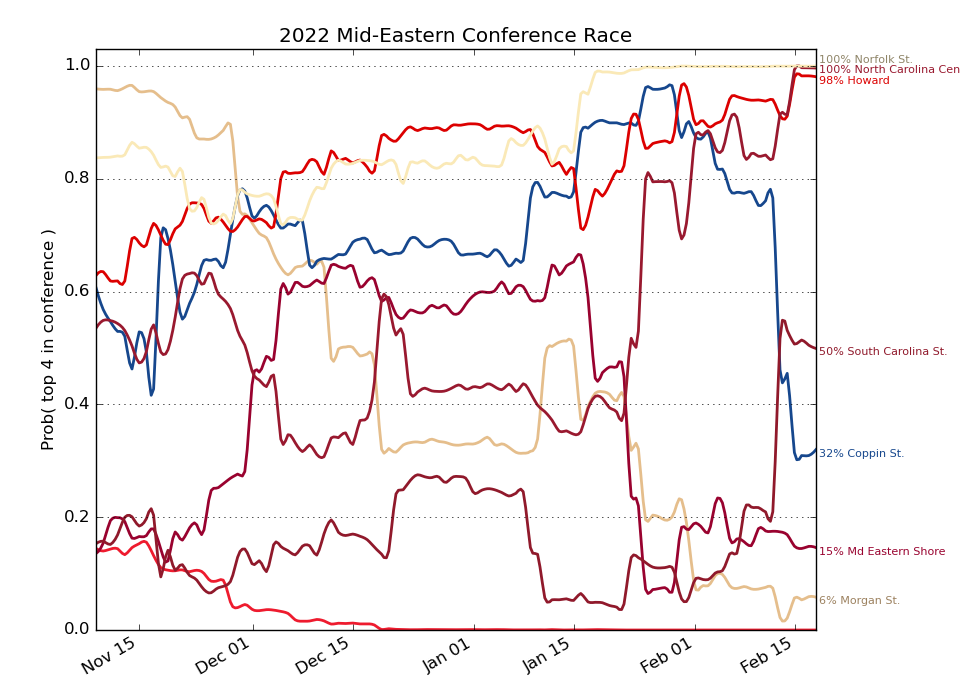 2022 Mid-Eastern Conference Race
Prob( top 4 in conference )
1.0
0.8
0.6
0.4
0.2
0.0
Nov 15
Dec 01
Dec 15
Jan 01
Jan 15
Feb 01
Feb 15
100% Norfolk St.
100% North Carolina Cen
98% Howard
50% South Carolina St.
32% Coppin St.
15% Md Eastern Shore
6% Morgan St.